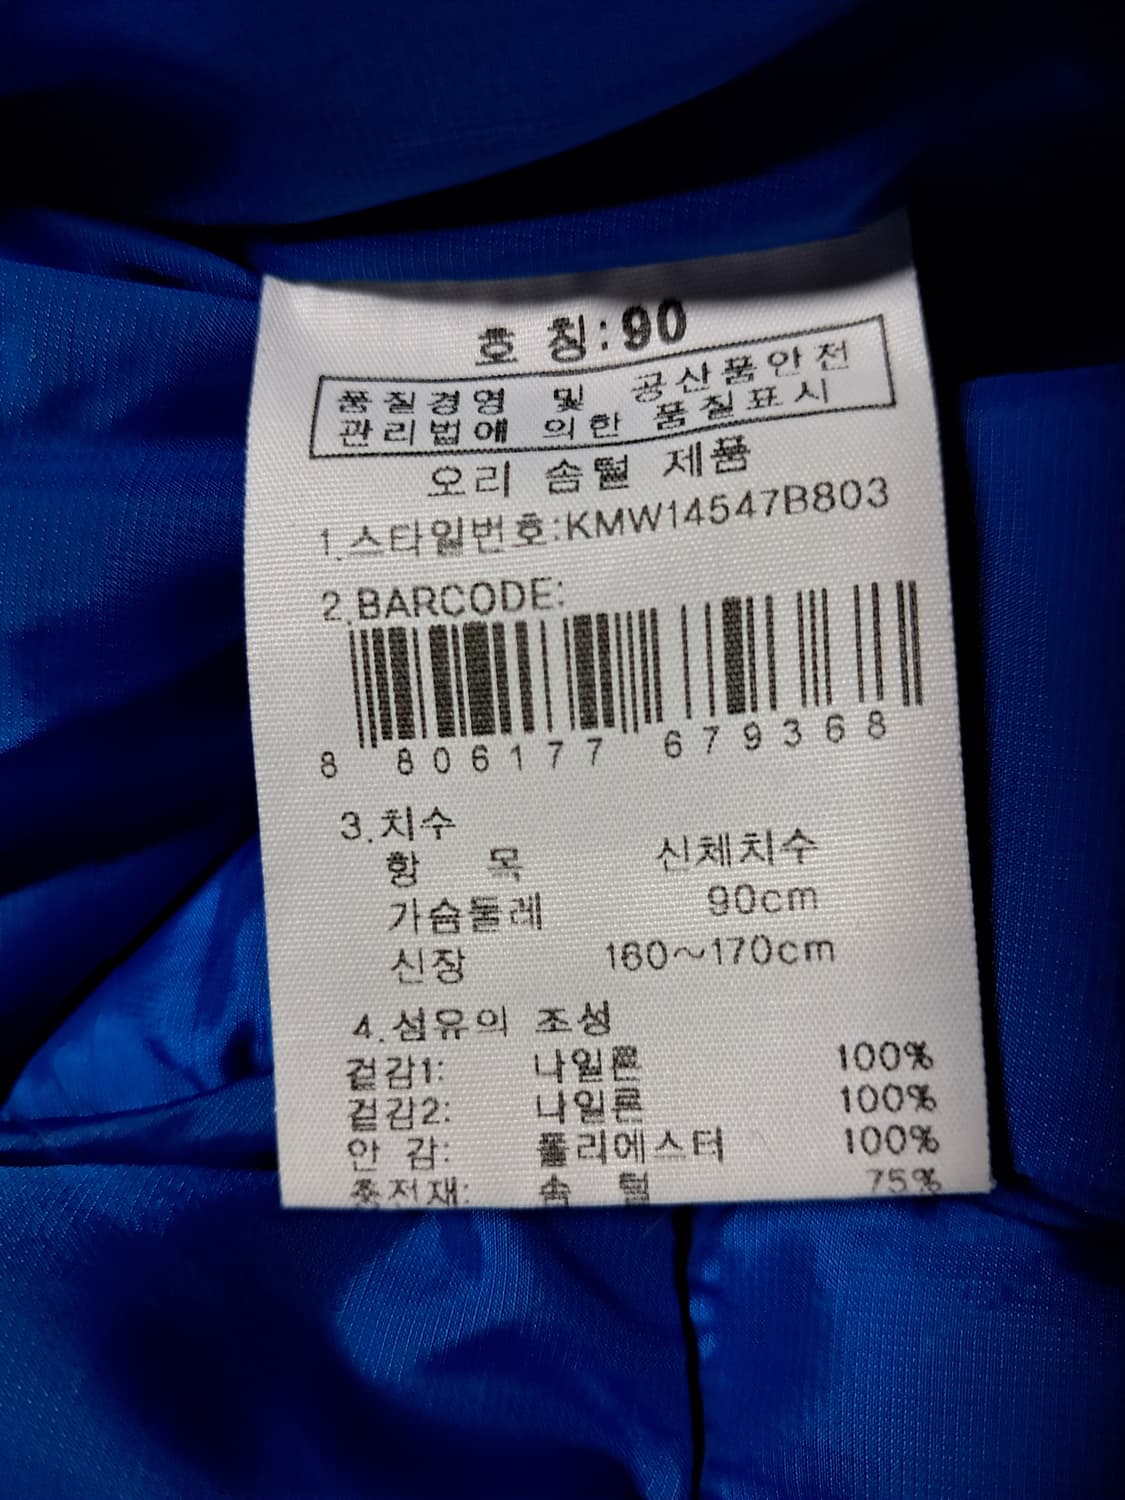 호 칭:90
품질경영 및 공산품안전
관리법에 의한 품질표시
오리 솜털 제품
1.스타일번호:KMW14547B803
2.BARCODE:
8 806177 679368
3.치수
항 목 신체치수
가슴둘레 90cm
신장 160~170cm
4.섬유의 조성
겉감1: 나일론 100%
겉감2: 나일론 100%
안 감: 폴리에스터 100%
충전재: 솜 털 75%